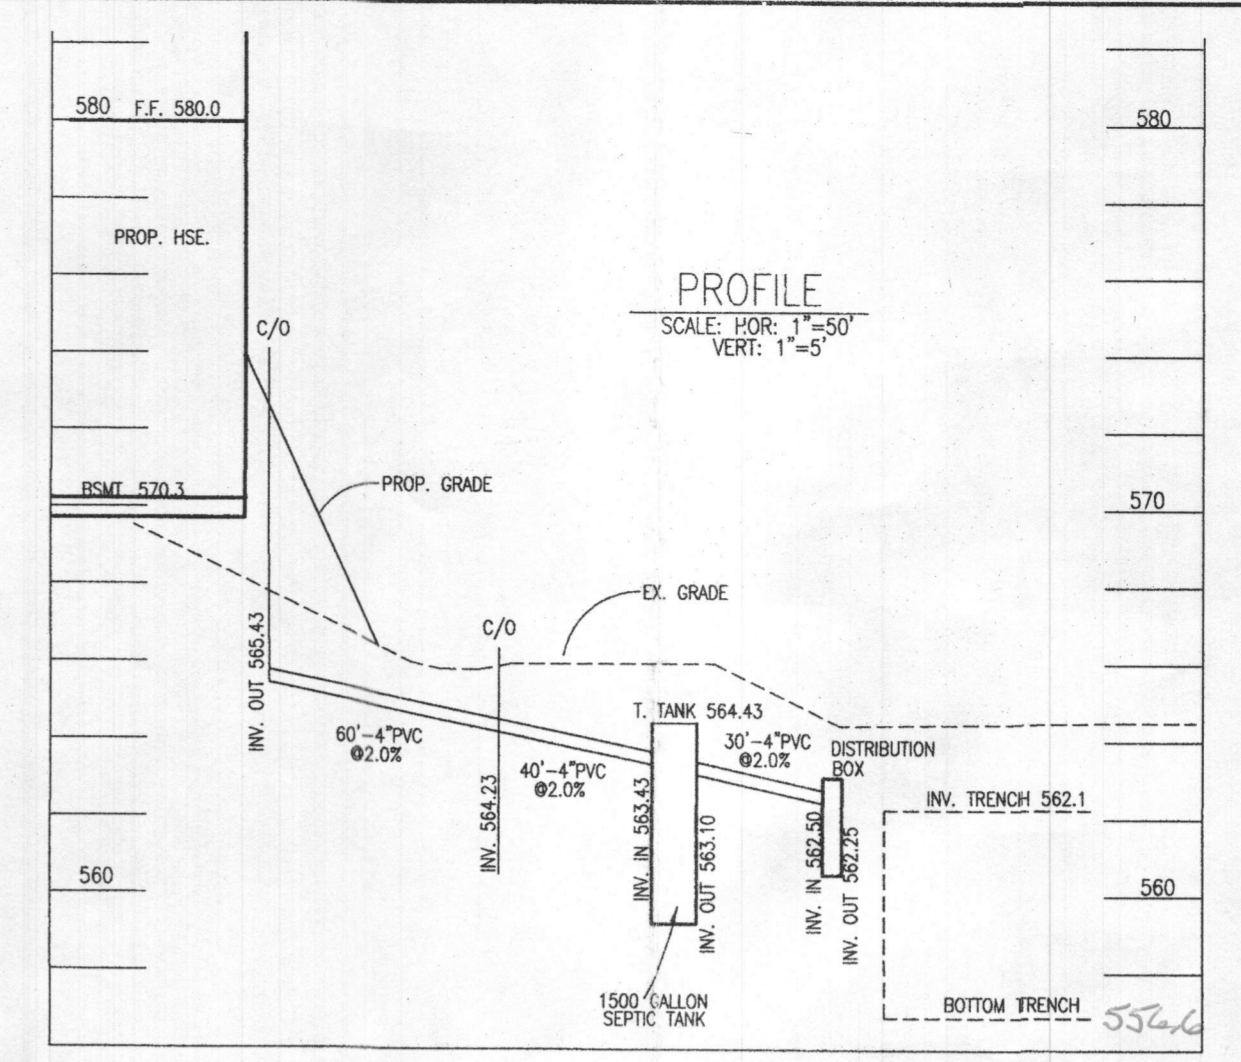 580 F.F. 580.0
580
PROP. HSE.
PROFILE
SCALE: HOR: 1"=50'
VERT: 1"=5'
C/O
BSMT 570.3
PROP. GRADE
570
EX. GRADE
C/O
INV. OUT 565.43
T. TANK 564.43
60'-4"PVC
@2.0%
30'-4"PVC
@2.0%
DISTRIBUTION
BOX
40'-4"PVC
@2.0%
INV. 564.23
INV. IN 563.43
INV. OUT 563.10
INV. IN 562.50
INV. OUT 562.25
INV. TRENCH 562.1
560
560
1500 GALLON
SEPTIC TANK
BOTTOM TRENCH 556.6